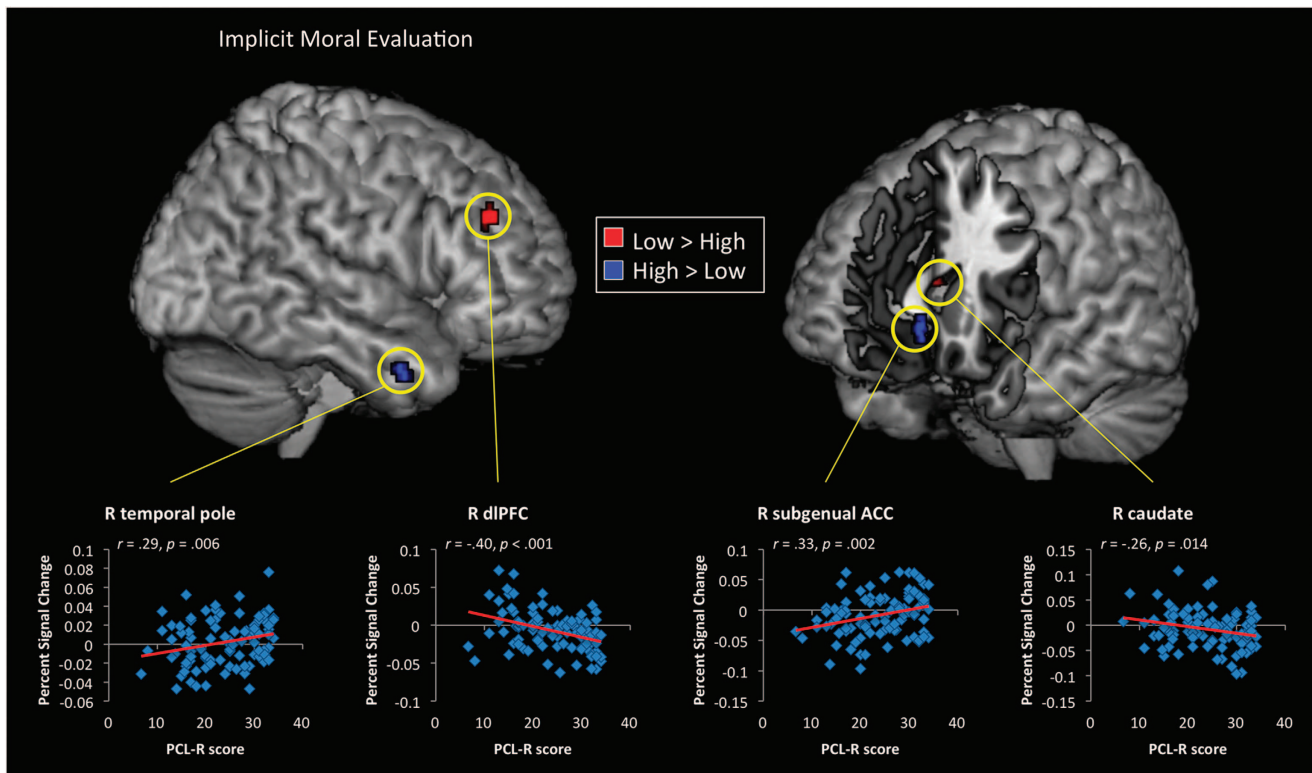 Implicit Moral Evaluation
Low > High
High > Low
R temporal pole
r = .29, p = .006
Percent Signal Change
0.1
0.08
0.06
0.04
0.02
0
-0.02
-0.04
-0.06
0 10 20 30 40
PCL-R score
R dlPFC
r = -.40, p < .001
Percent Signal Change
0.1
0.05
0
-0.05
-0.1
0 10 20 30 40
PCL-R score
R subgenual ACC
r = .33, p = .002
Percent Signal Change
0.1
0.05
0
-0.05
-0.1
-0.15
0 10 20 30 40
PCL-R score
R caudate
r = -.26, p = .014
Percent Signal Change
0.15
0.1
0.05
0
-0.05
-0.1
-0.15
0 10 20 30 40
PCL-R score